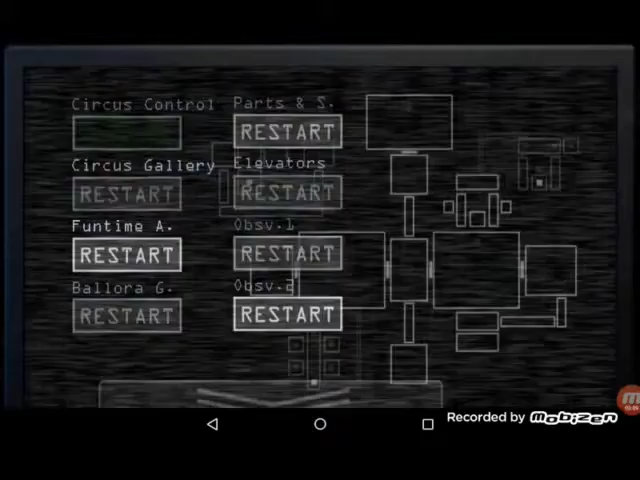 Circus Control
Circus Gallery
RESTART
Funtime A.
RESTART
Ballora G.
RESTART
Parts & S.
RESTART
Elevators
RESTART
Obsv.1
RESTART
Obsv.2
RESTART
Recorded by Mobizen